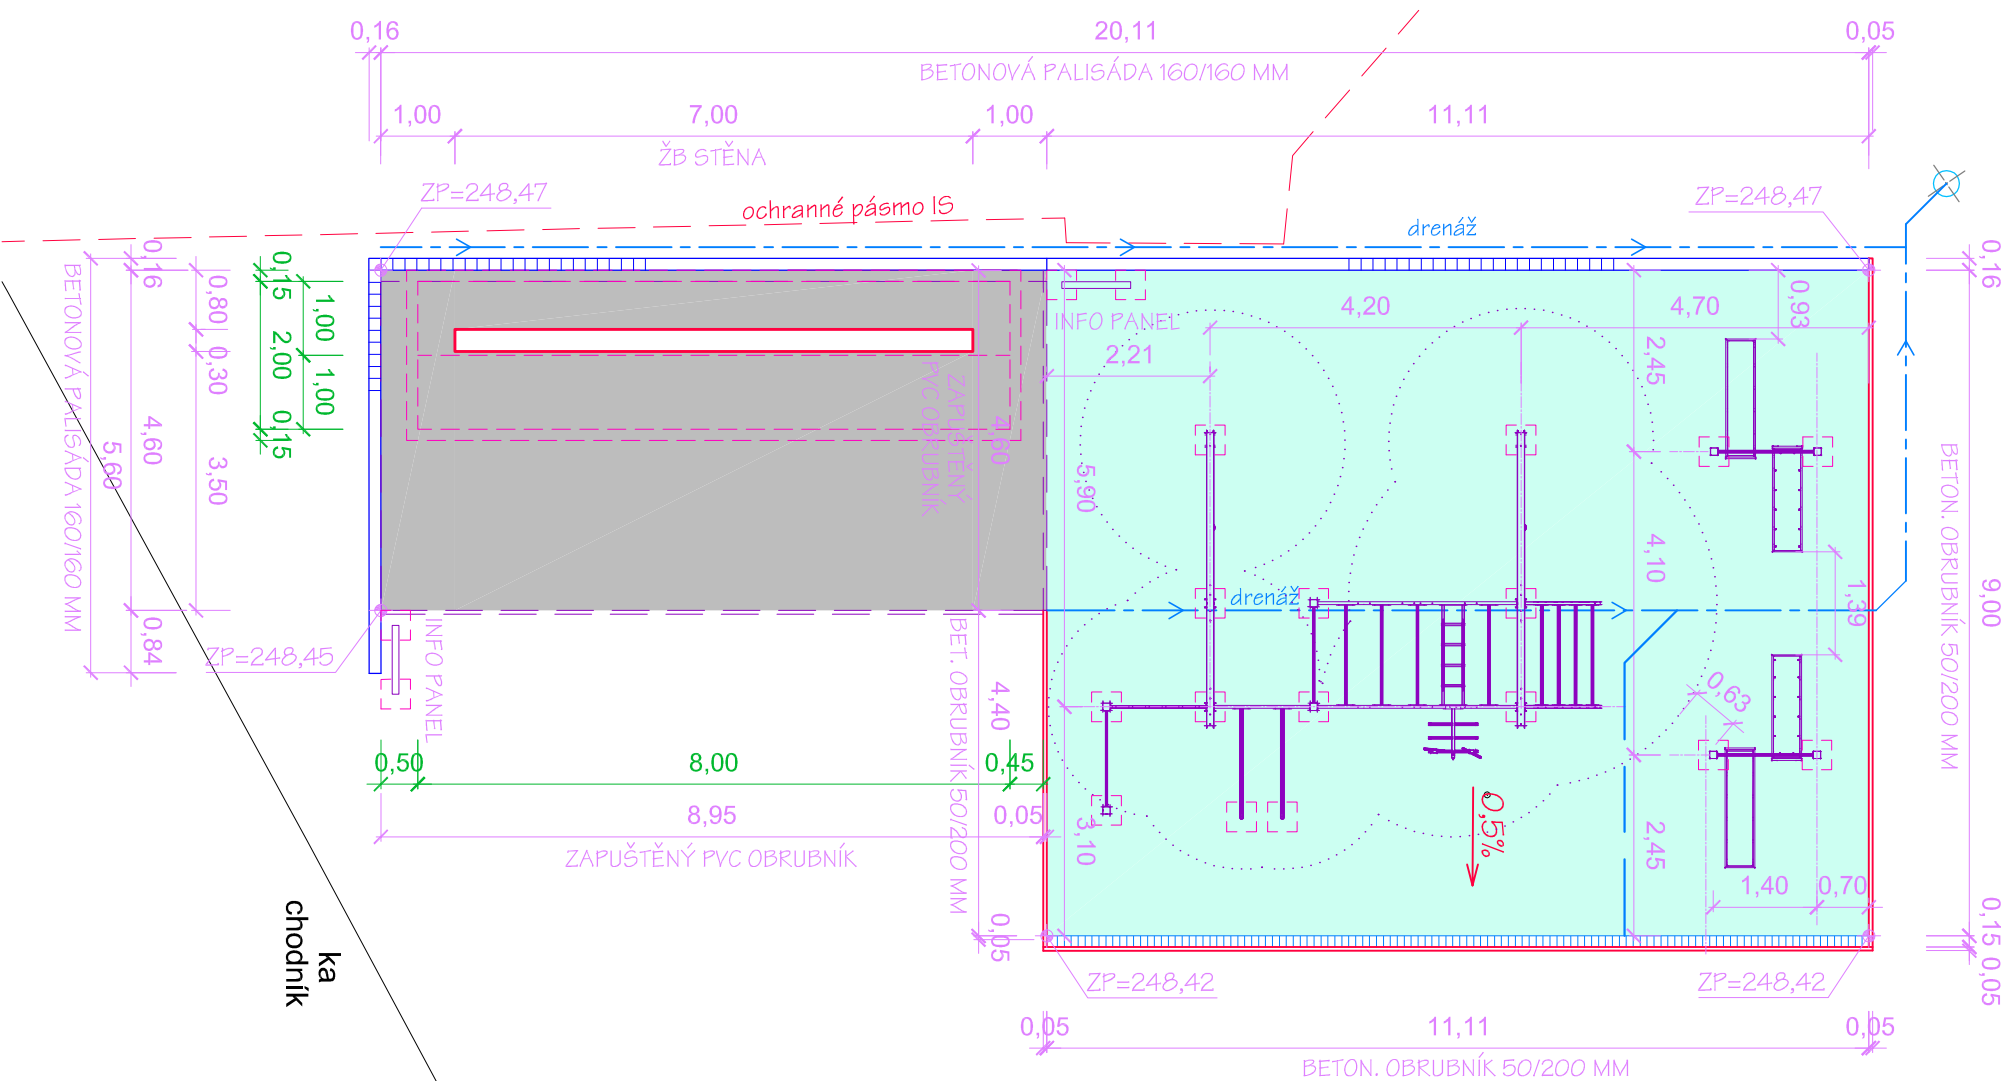 0,16
20,11
0,05
BETONOVÁ PALISÁDA 160/160 MM
1,00
7,00
1,00
11,11
ŽB STĚNA
ZP=248,47
ochranné pásmo IS
drenáž
ZP=248,47
0,16
BETONOVÁ PALISÁDA 160/160 MM
5,60
4,60
0,84
0,80
0,30
3,50
0,15
2,00
0,15
1,00
1,00
INFO PANEL
4,20
4,70
0,93
0,16
2,21
2,45
ZAPUŠTĚNÝ
PVC OBRUBNÍK
4,60
5,90
4,10
1,39
BETON. OBRUBNÍK 50/200 MM
9,00
drenáž
ZP=248,45
INFO PANEL
BET. OBRUBNÍK 50/200 MM
4,40
0,63
0,50
8,00
0,45
8,95
0,05
ZAPUŠTĚNÝ PVC OBRUBNÍK
3,10
0,5%
2,45
1,40
0,70
0,05
0,15
0,05
ka
chodník
ZP=248,42
ZP=248,42
0,05
11,11
0,05
BETON. OBRUBNÍK 50/200 MM